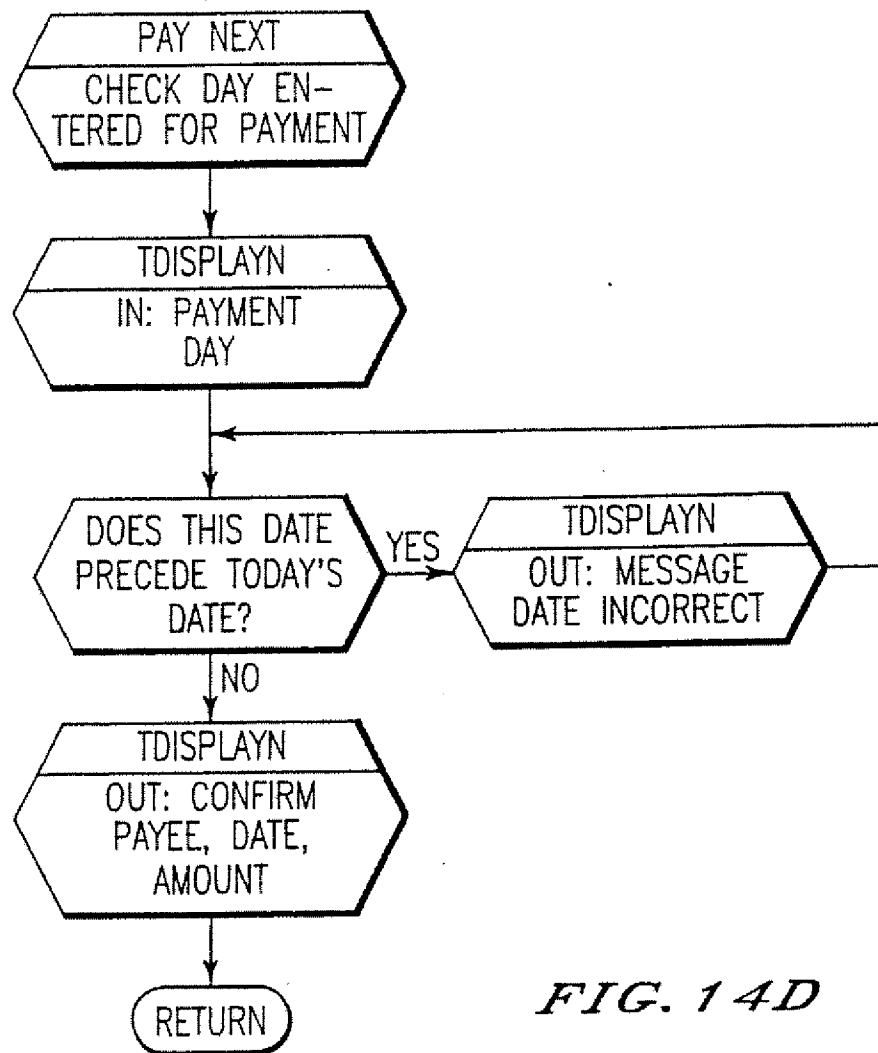 PAY NEXT
CHECK DAY EN-
TERED FOR PAYMENT
TDISPLAYN
IN: PAYMENT
DAY
DOES THIS DATE
PRECEDE TODAY'S
DATE?
YES
TDISPLAYN
OUT: MESSAGE
DATE INCORRECT
NO
TDISPLAYN
OUT: CONFIRM
PAYEE, DATE,
AMOUNT
RETURN
FIG. 14D